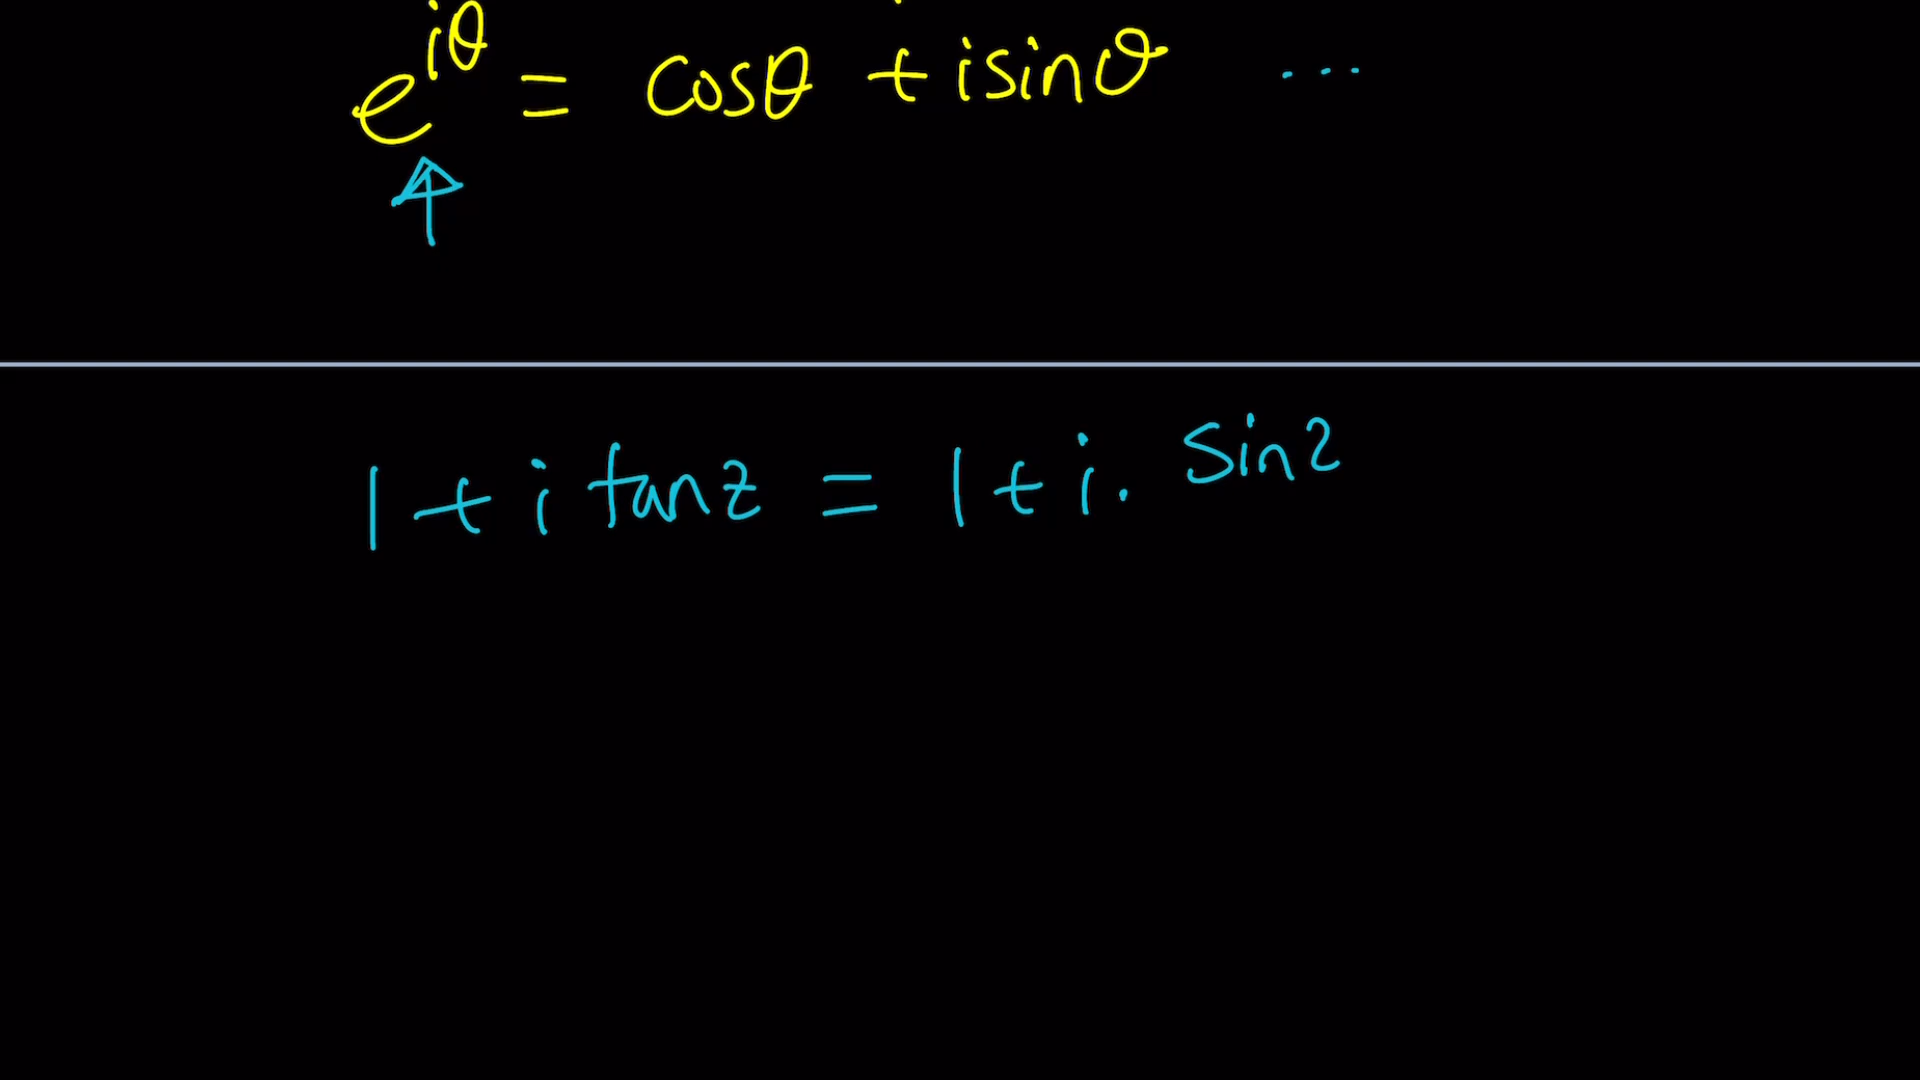 e^{iθ} = cosθ + isinθ ...
1 + i tanz = 1 + i. sinz